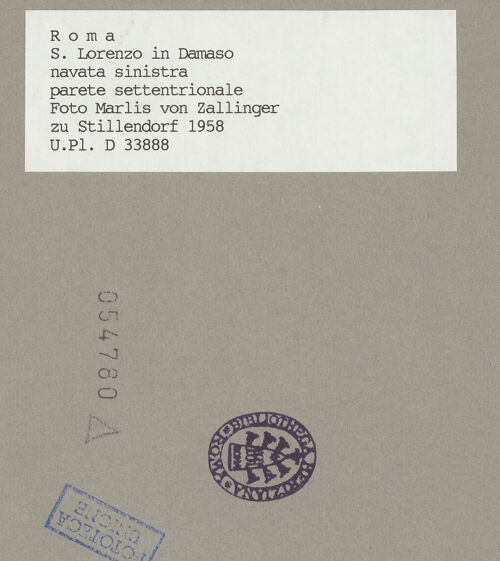 R o m a
S. Lorenzo in Damaso
navata sinistra
parete settentrionale
Foto Marlis von Zallinger
zu Stillendorf 1958
U.Pl. D 33888
054780 A
BIBLIOTHECA HERTZIANA ROMA
FOTOTECA
UNIONE